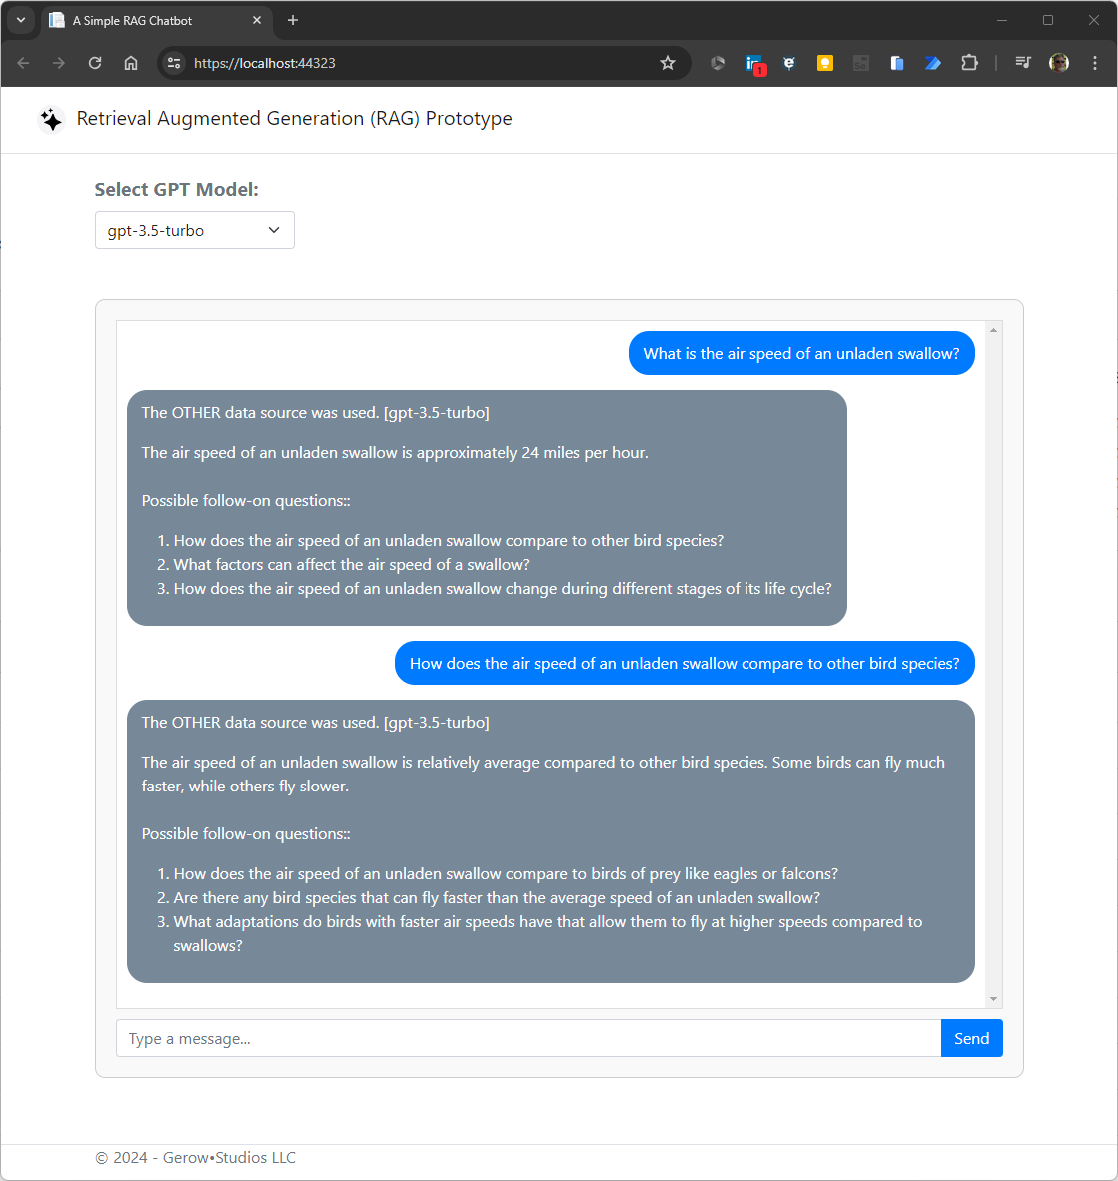 A Simple RAG Chatbot
https://localhost:44323
1
Retrieval Augmented Generation (RAG) Prototype
Select GPT Model:
gpt-3.5-turbo
What is the air speed of an unladen swallow?
The OTHER data source was used. [gpt-3.5-turbo]
The air speed of an unladen swallow is approximately 24 miles per hour.
Possible follow-on questions::
1. How does the air speed of an unladen swallow compare to other bird species?
2. What factors can affect the air speed of a swallow?
3. How does the air speed of an unladen swallow change during different stages of its life cycle?
How does the air speed of an unladen swallow compare to other bird species?
The OTHER data source was used. [gpt-3.5-turbo]
The air speed of an unladen swallow is relatively average compared to other bird species. Some birds can fly much
faster, while others fly slower.
Possible follow-on questions::
1. How does the air speed of an unladen swallow compare to birds of prey like eagles or falcons?
2. Are there any bird species that can fly faster than the average speed of an unladen swallow?
3. What adaptations do birds with faster air speeds have that allow them to fly at higher speeds compared to
swallows?
Type a message...
Send
© 2024 - Gerow•Studios LLC